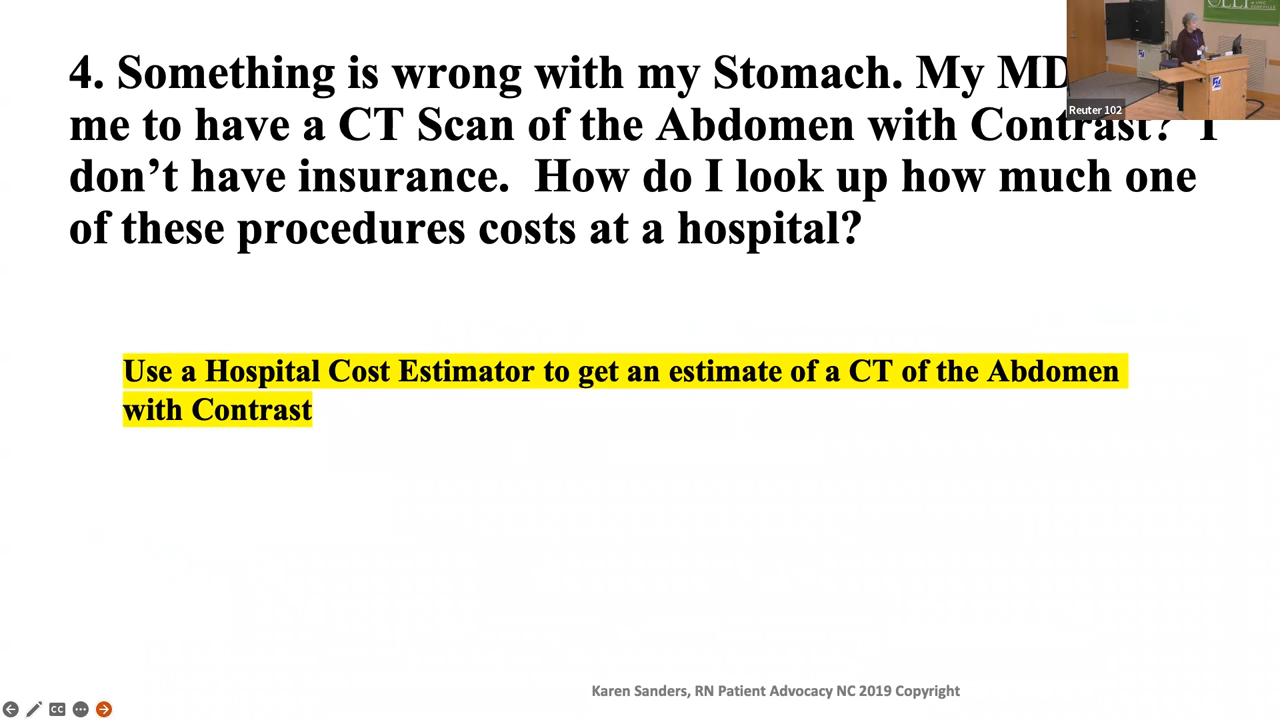 4. Something is wrong with my Stomach. My MD
me to have a CT Scan of the Abdomen with Contrast? I
don’t have insurance. How do I look up how much one
of these procedures costs at a hospital?
Reuter 102
Use a Hospital Cost Estimator to get an estimate of a CT of the Abdomen
with Contrast
Karen Sanders, RN Patient Advocacy NC 2019 Copyright
CC